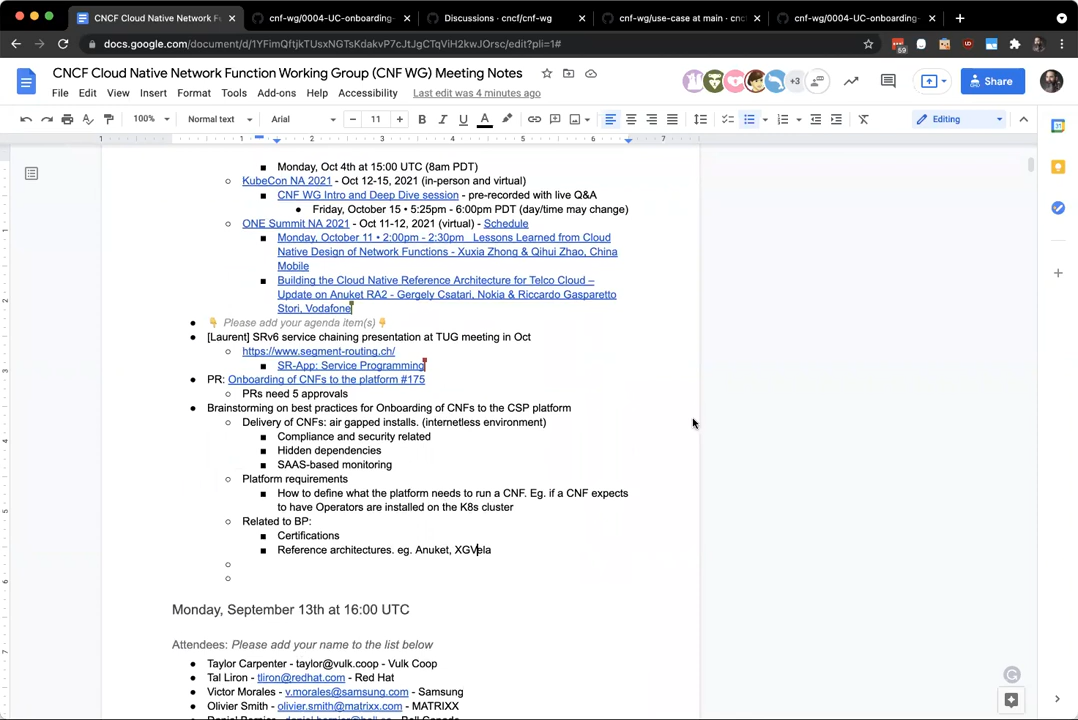 CNCF Cloud Native Network F
cnf-wg/0004-UC-onboarding-
Discussions · cncf/cnf-wg
cnf-wg/use-case at main · cnc
cnf-wg/0004-UC-onboarding-
docs.google.com/document/d/1YFimQftjkTUsxNGTsKdakvP7cJtJgCTqViH2kwJOrsc/edit?pli=1#
59
CNCF Cloud Native Network Function Working Group (CNF WG) Meeting Notes
File Edit View Insert Format Tools Add-ons Help Accessibility Last edit was 4 minutes ago
+3
Share
100% Normal text Arial 11 Editing
1 1 2 3 4 5 6 7
Monday, Oct 4th at 15:00 UTC (8am PDT)
KubeCon NA 2021 - Oct 12-15, 2021 (in-person and virtual)
CNF WG Intro and Deep Dive session - pre-recorded with live Q&A
Friday, October 15 • 5:25pm - 6:00pm PDT (day/time may change)
ONE Summit NA 2021 - Oct 11-12, 2021 (virtual) - Schedule
Monday, October 11 • 2:00pm - 2:30pm Lessons Learned from Cloud
Native Design of Network Functions - Xuxia Zhong & Qihui Zhao, China
Mobile
Building the Cloud Native Reference Architecture for Telco Cloud –
Update on Anuket RA2 - Gergely Csatari, Nokia & Riccardo Gasparetto
Stori, Vodafone
👇 Please add your agenda item(s)👇
[Laurent] SRv6 service chaining presentation at TUG meeting in Oct
https://www.segment-routing.ch/
SR-App: Service Programming
PR: Onboarding of CNFs to the platform #175
PRs need 5 approvals
Brainstorming on best practices for Onboarding of CNFs to the CSP platform
Delivery of CNFs: air gapped installs. (internetless environment)
Compliance and security related
Hidden dependencies
SAAS-based monitoring
Platform requirements
How to define what the platform needs to run a CNF. Eg. if a CNF expects
to have Operators are installed on the K8s cluster
Related to BP:
Certifications
Reference architectures. eg. Anuket, XGVela
Monday, September 13th at 16:00 UTC
Attendees: Please add your name to the list below
Taylor Carpenter - taylor@vulk.coop - Vulk Coop
Tal Liron - tliron@redhat.com - Red Hat
Victor Morales - v.morales@samsung.com - Samsung
Olivier Smith - olivier.smith@matrixx.com - MATRIXX